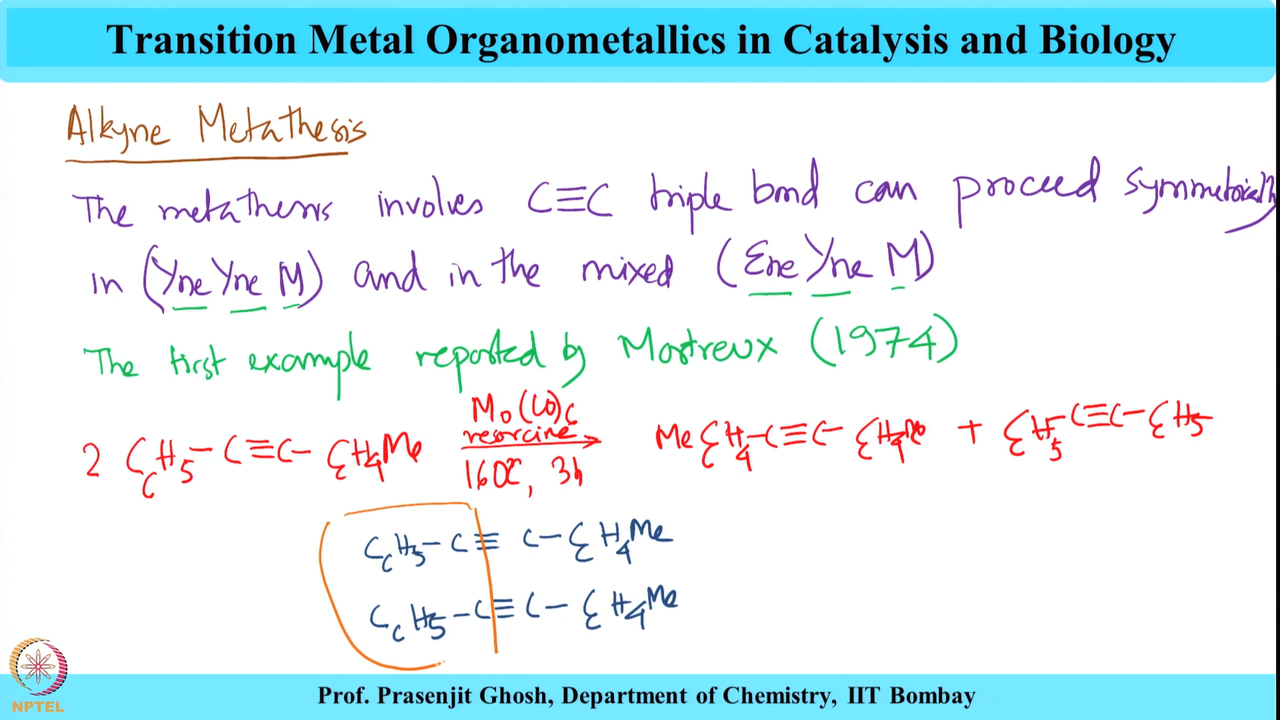 Transition Metal Organometallics in Catalysis and Biology
Alkyne Metathesis
The metathesis involves C≡C triple bond can proceed symmetrically
in (Yne Yne M) and in the mixed (Ene Yne M)
The first example reported by Mortreux (1974)
2 C6H5-C≡C-C6H4Me Mo(CO)6 resorcine 160°C, 3h MeC6H4-C≡C-C6H4Me + C6H5-C≡C-C6H5
C6H5-C≡C-C6H4Me
C6H5-C≡C-C6H4Me
NPTEL
Prof. Prasenjit Ghosh, Department of Chemistry, IIT Bombay